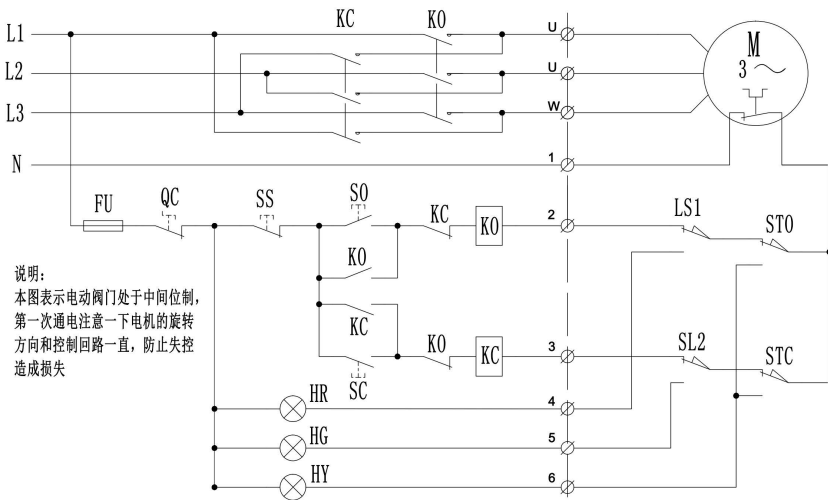 KC KO
L1 U
M
L2 U
3
L3 W
N 1
FU QC SS SO KC KO 2 LS1 STO
KO
说明:
本图表示电动阀门处于中间位制，
第一次通电注意一下电机的旋转
方向和控制回路一直，防止失控
造成损失
KC
KO KC 3 SL2 STC
SC
HR 4
HG 5
HY 6